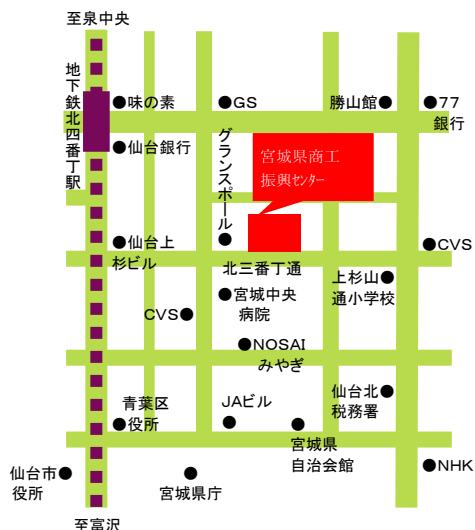 至泉中央
地下鉄北四番丁駅
味の素
GS
勝山館
77
銀行
仙台銀行
グランスポール
宮城県商工
振興ｾﾝﾀｰ
仙台上
杉ビル
CVS
北三番丁通
上杉山
通小学校
宮城中央
病院
CVS
NOSAI
みやぎ
青葉区
役所
JAビル
仙台北
税務署
宮城県
自治会館
仙台市
役所
宮城県庁
NHK
至富沢